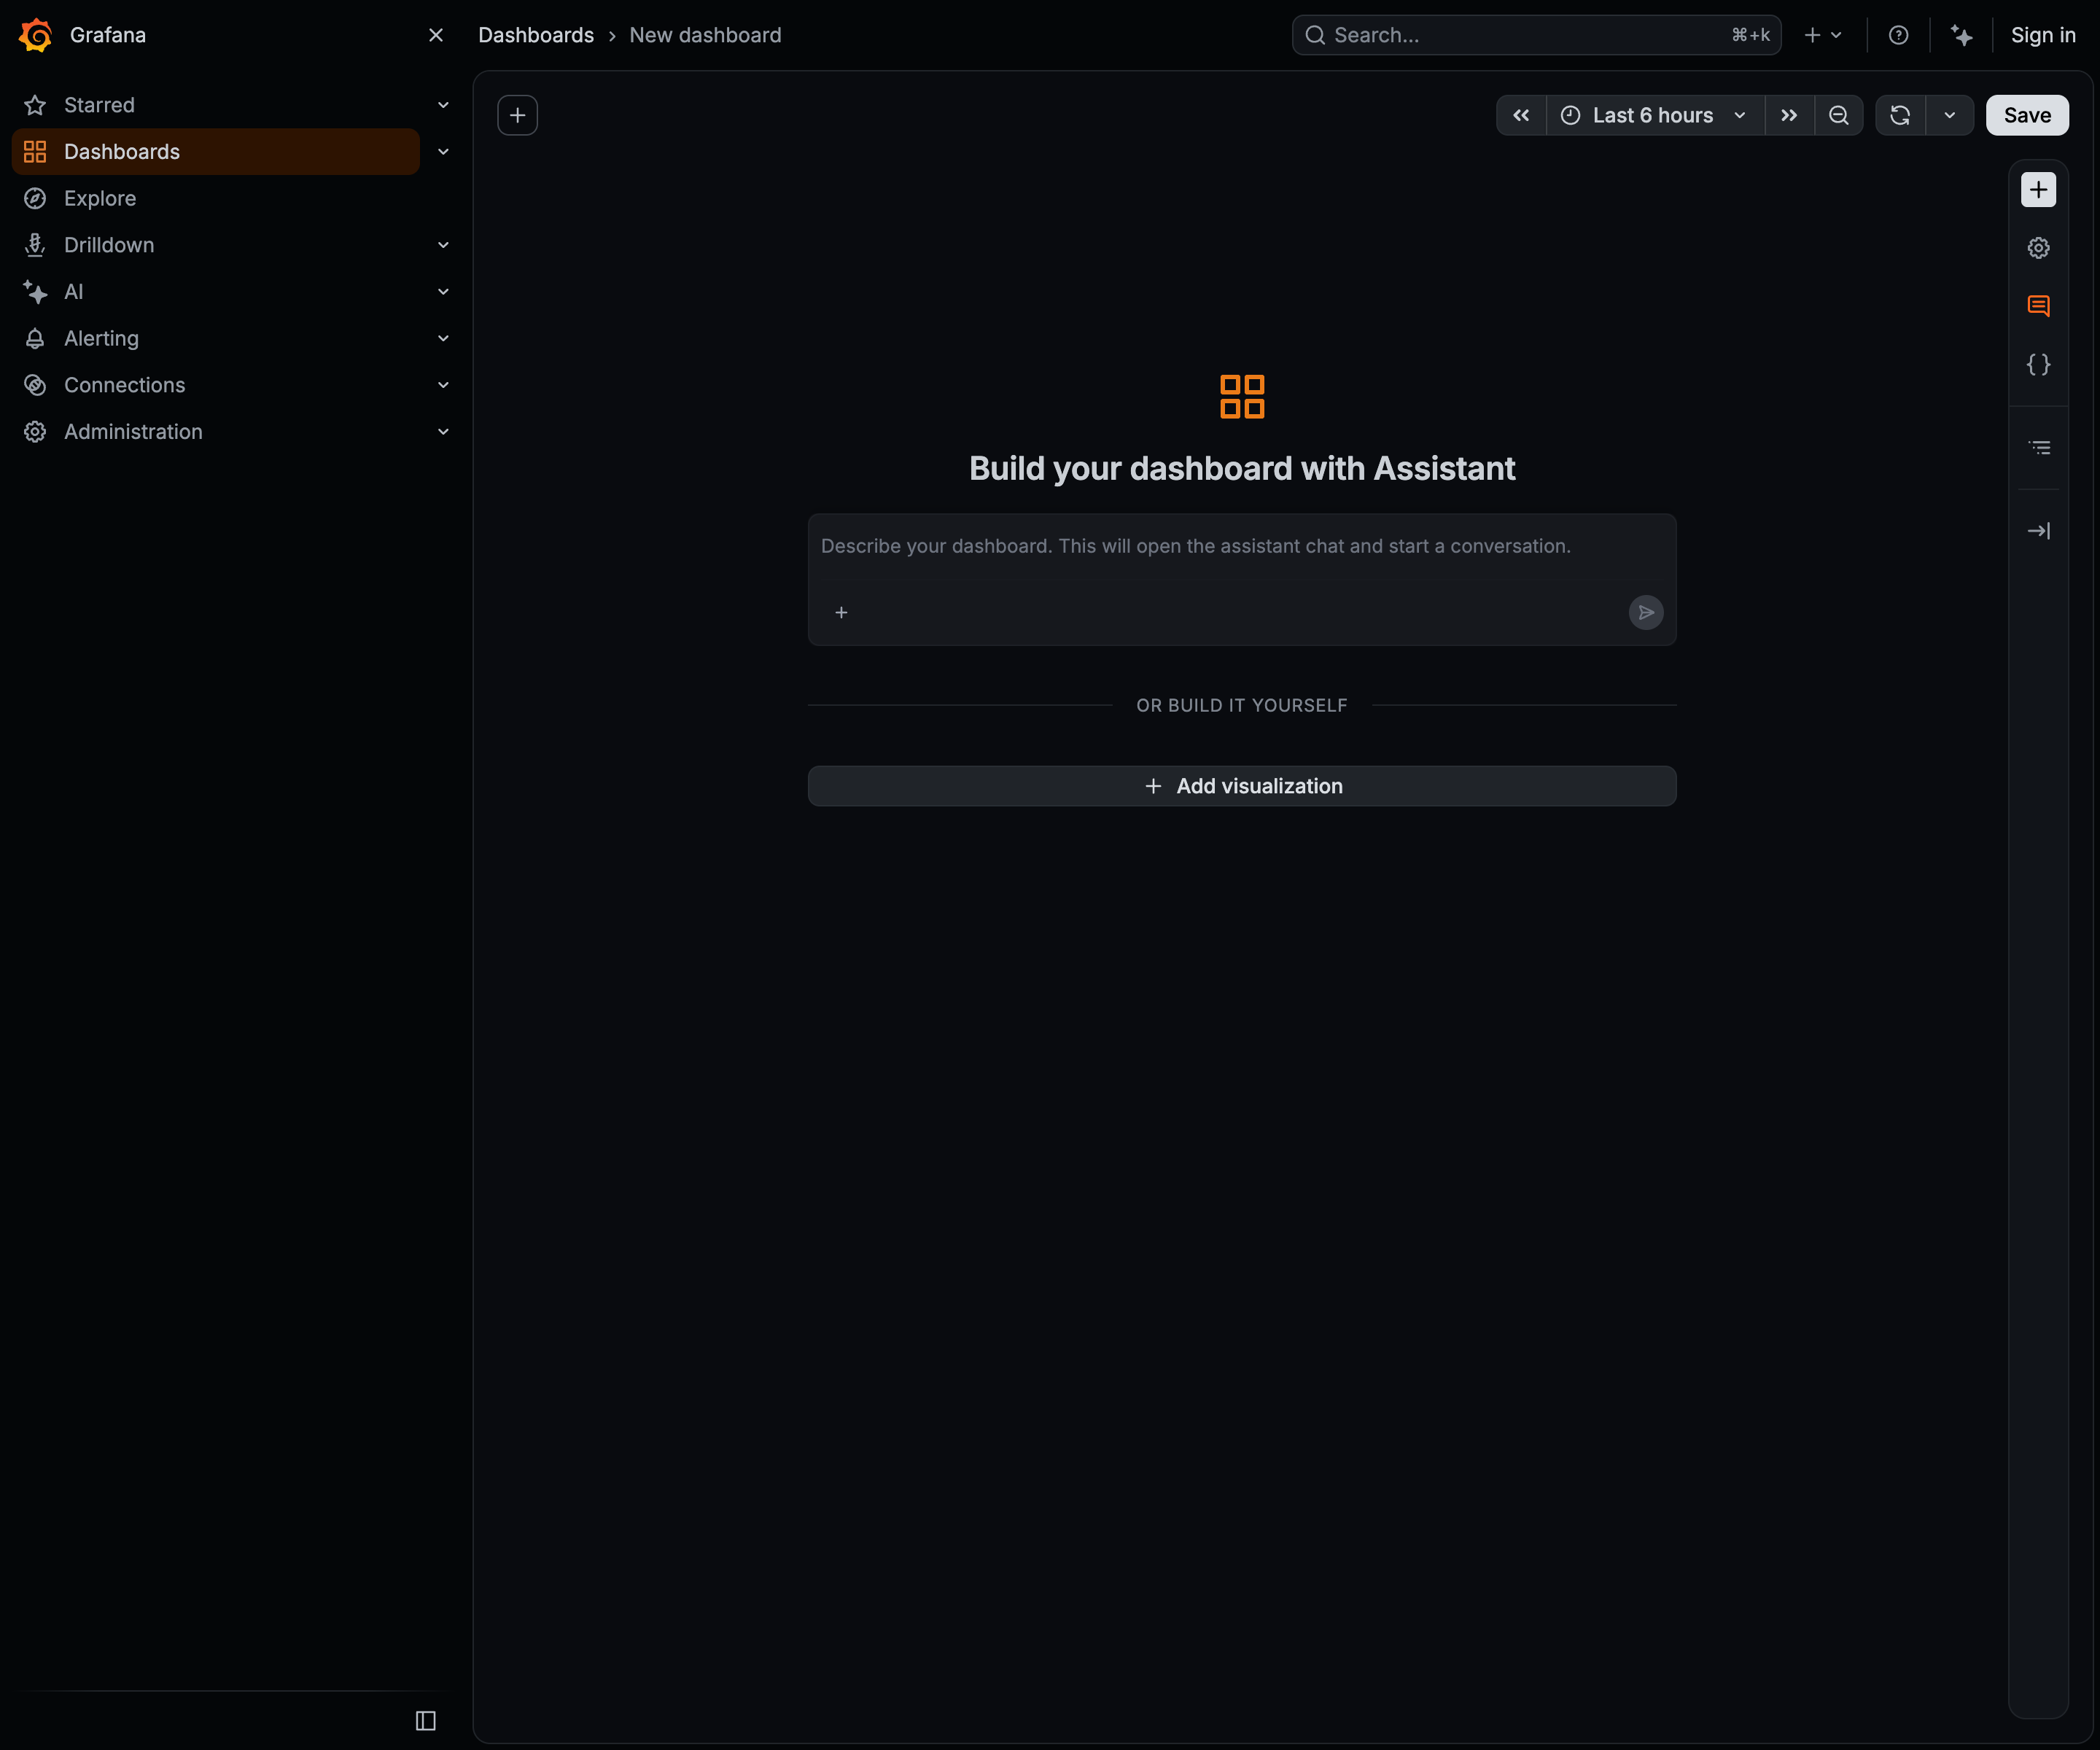 Grafana
Dashboards › New dashboard
Search...
⌘+k
Sign in
Starred
Dashboards
Explore
Drilldown
AI
Alerting
Connections
Administration
Last 6 hours
Save
Build your dashboard with Assistant
Describe your dashboard. This will open the assistant chat and start a conversation.
OR BUILD IT YOURSELF
Add visualization